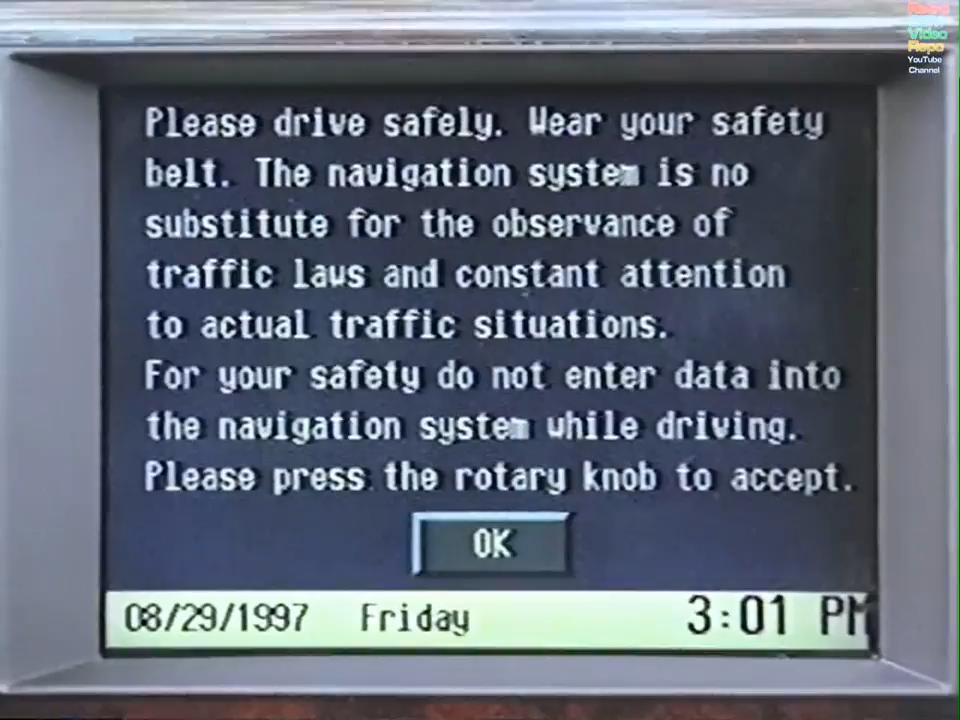 Read
Video
Repo
YouTube
Channel
Please drive safely. Wear your safety
belt. The navigation system is no
substitute for the observance of
traffic laws and constant attention
to actual traffic situations.
For your safety do not enter data into
the navigation system while driving.
Please press the rotary knob to accept.
OK
08/29/1997 Friday 3:01 PM